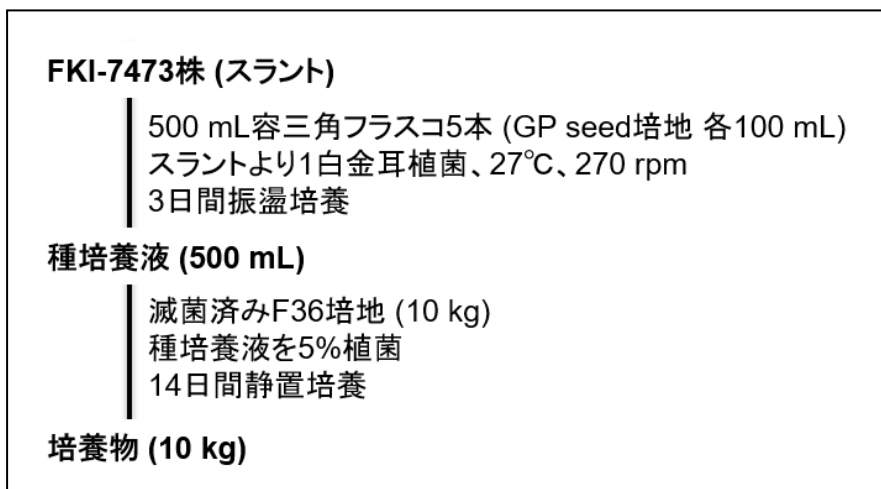 FKI-7473株 (スラント)
500 mL容三角フラスコ5本 (GP seed培地 各100 mL)
スラントより1白金耳植菌、27℃、270 rpm
3日間振盪培養
種培養液 (500 mL)
滅菌済みF36培地 (10 kg)
種培養液を5%植菌
14日間静置培養
培養物 (10 kg)